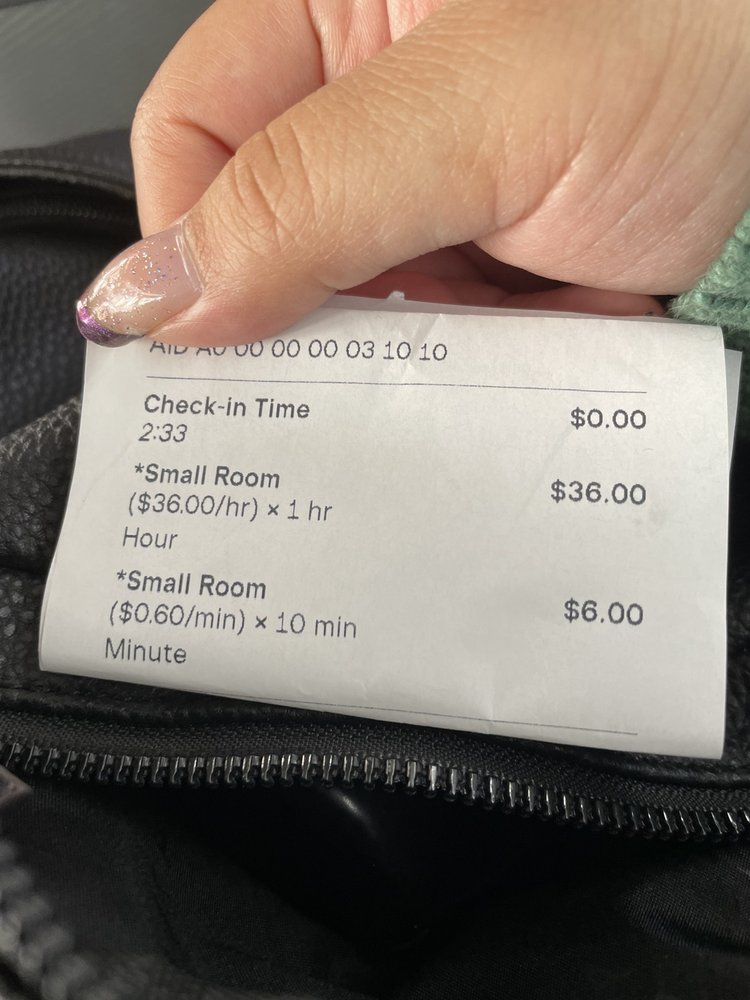 AID A0 00 00 00 03 10 10
Check-in Time $0.00
2:33
*Small Room $36.00
($36.00/hr) × 1 hr
Hour
*Small Room $6.00
($0.60/min) × 10 min
Minute